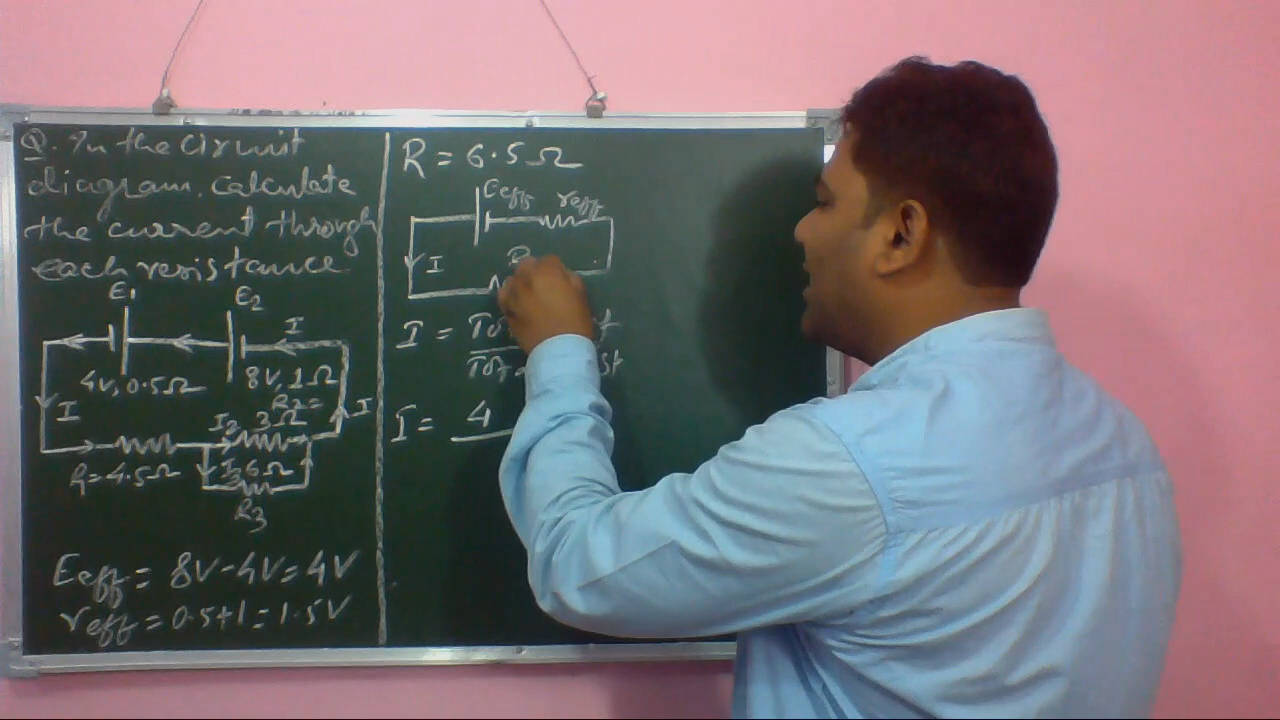 Q. In the circuit
diagram. calculate
the current through
each resistance
E1
E2
I
4V, 0.5Ω
8V, 1Ω
R2=
I
I2
3Ω
I
R=4.5Ω
6Ω
R3
Eeff = 8V-4V=4V
reff = 0.5+1=1.5V
R = 6.5Ω
Eeff
reff
I
R
I =
I = 4